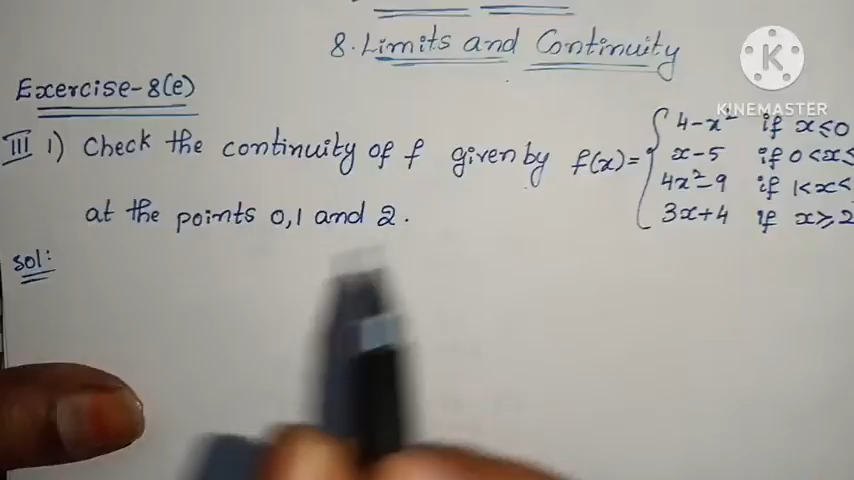 8. Limits and Continuity
KINEMASTER
Exercise-8(e)
III 1) Check the continuity of f given by f(x)= { 4-x² if x≤0
x-5 if 0<x≤
4x²-9 if 1<x<
3x+4 if x≥2
at the points 0,1 and 2.
sol: